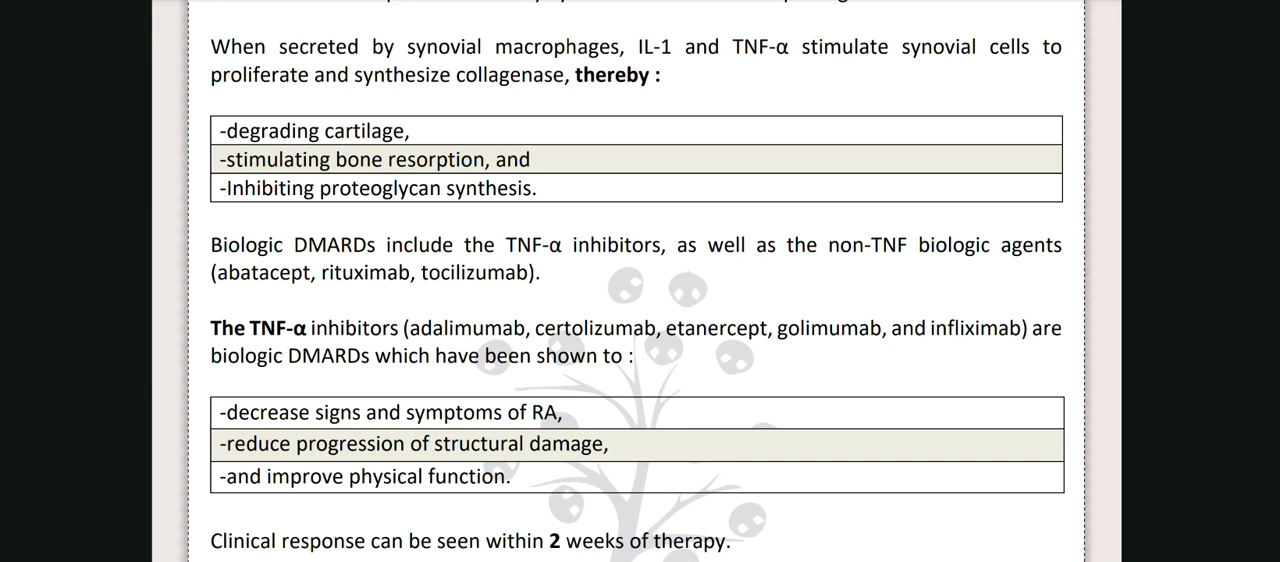 When secreted by synovial macrophages, IL-1 and TNF-α stimulate synovial cells to
proliferate and synthesize collagenase, thereby :
-degrading cartilage,
-stimulating bone resorption, and
-Inhibiting proteoglycan synthesis.
Biologic DMARDs include the TNF-α inhibitors, as well as the non-TNF biologic agents
(abatacept, rituximab, tocilizumab).
The TNF-α inhibitors (adalimumab, certolizumab, etanercept, golimumab, and infliximab) are
biologic DMARDs which have been shown to :
-decrease signs and symptoms of RA,
-reduce progression of structural damage,
-and improve physical function.
Clinical response can be seen within 2 weeks of therapy.